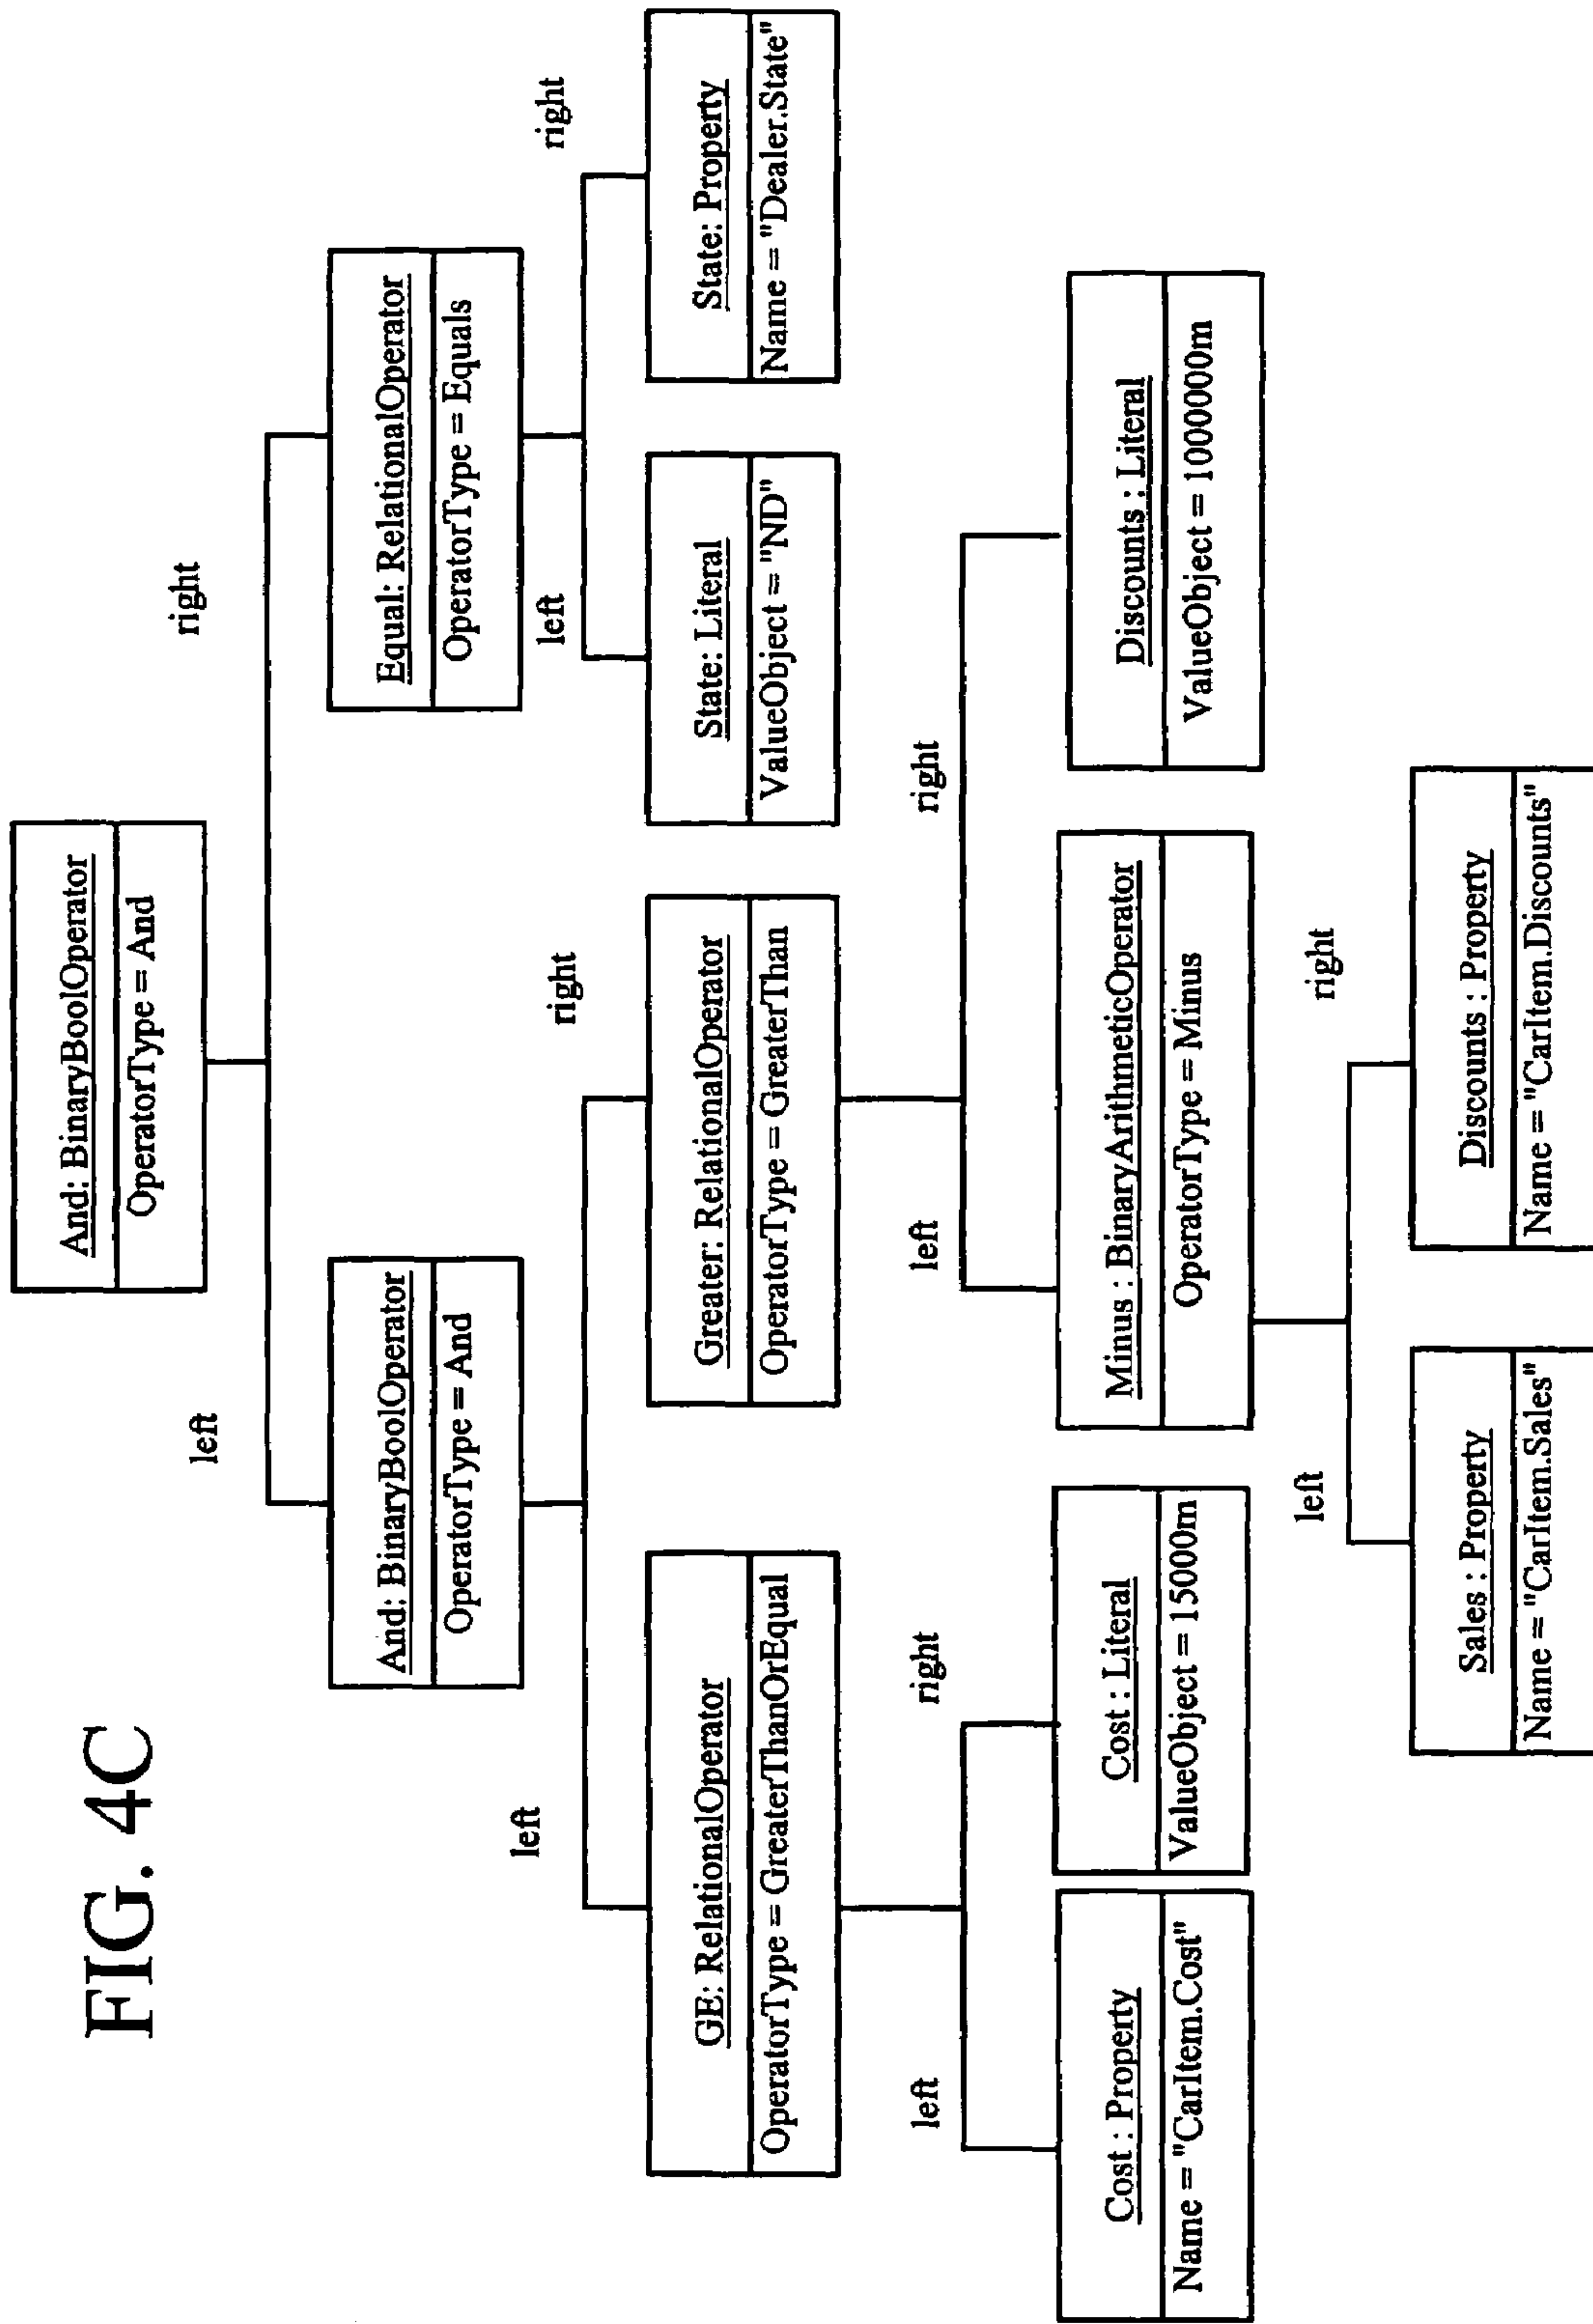 FIG. 4C
And: BinaryBoolOperator
OperatorType = And
left
right
And: BinaryBoolOperator
OperatorType = And
Equal: RelationalOperator
OperatorType = Equals
left
right
left
right
GE: RelationalOperator
OperatorType = GreaterThanOrEqual
Greater: RelationalOperator
OperatorType = GreaterThan
State: Literal
ValueObject = "ND"
State: Property
Name = "Dealer.State"
left
right
left
right
Cost : Property
Name = "CarItem.Cost"
Cost : Literal
ValueObject = 15000m
Minus : BinaryArithmeticOperator
OperatorType = Minus
Discounts : Literal
ValueObject = 1000000m
left
right
Sales : Property
Name = "CarItem.Sales"
Discounts : Property
Name = "CarItem.Discounts"